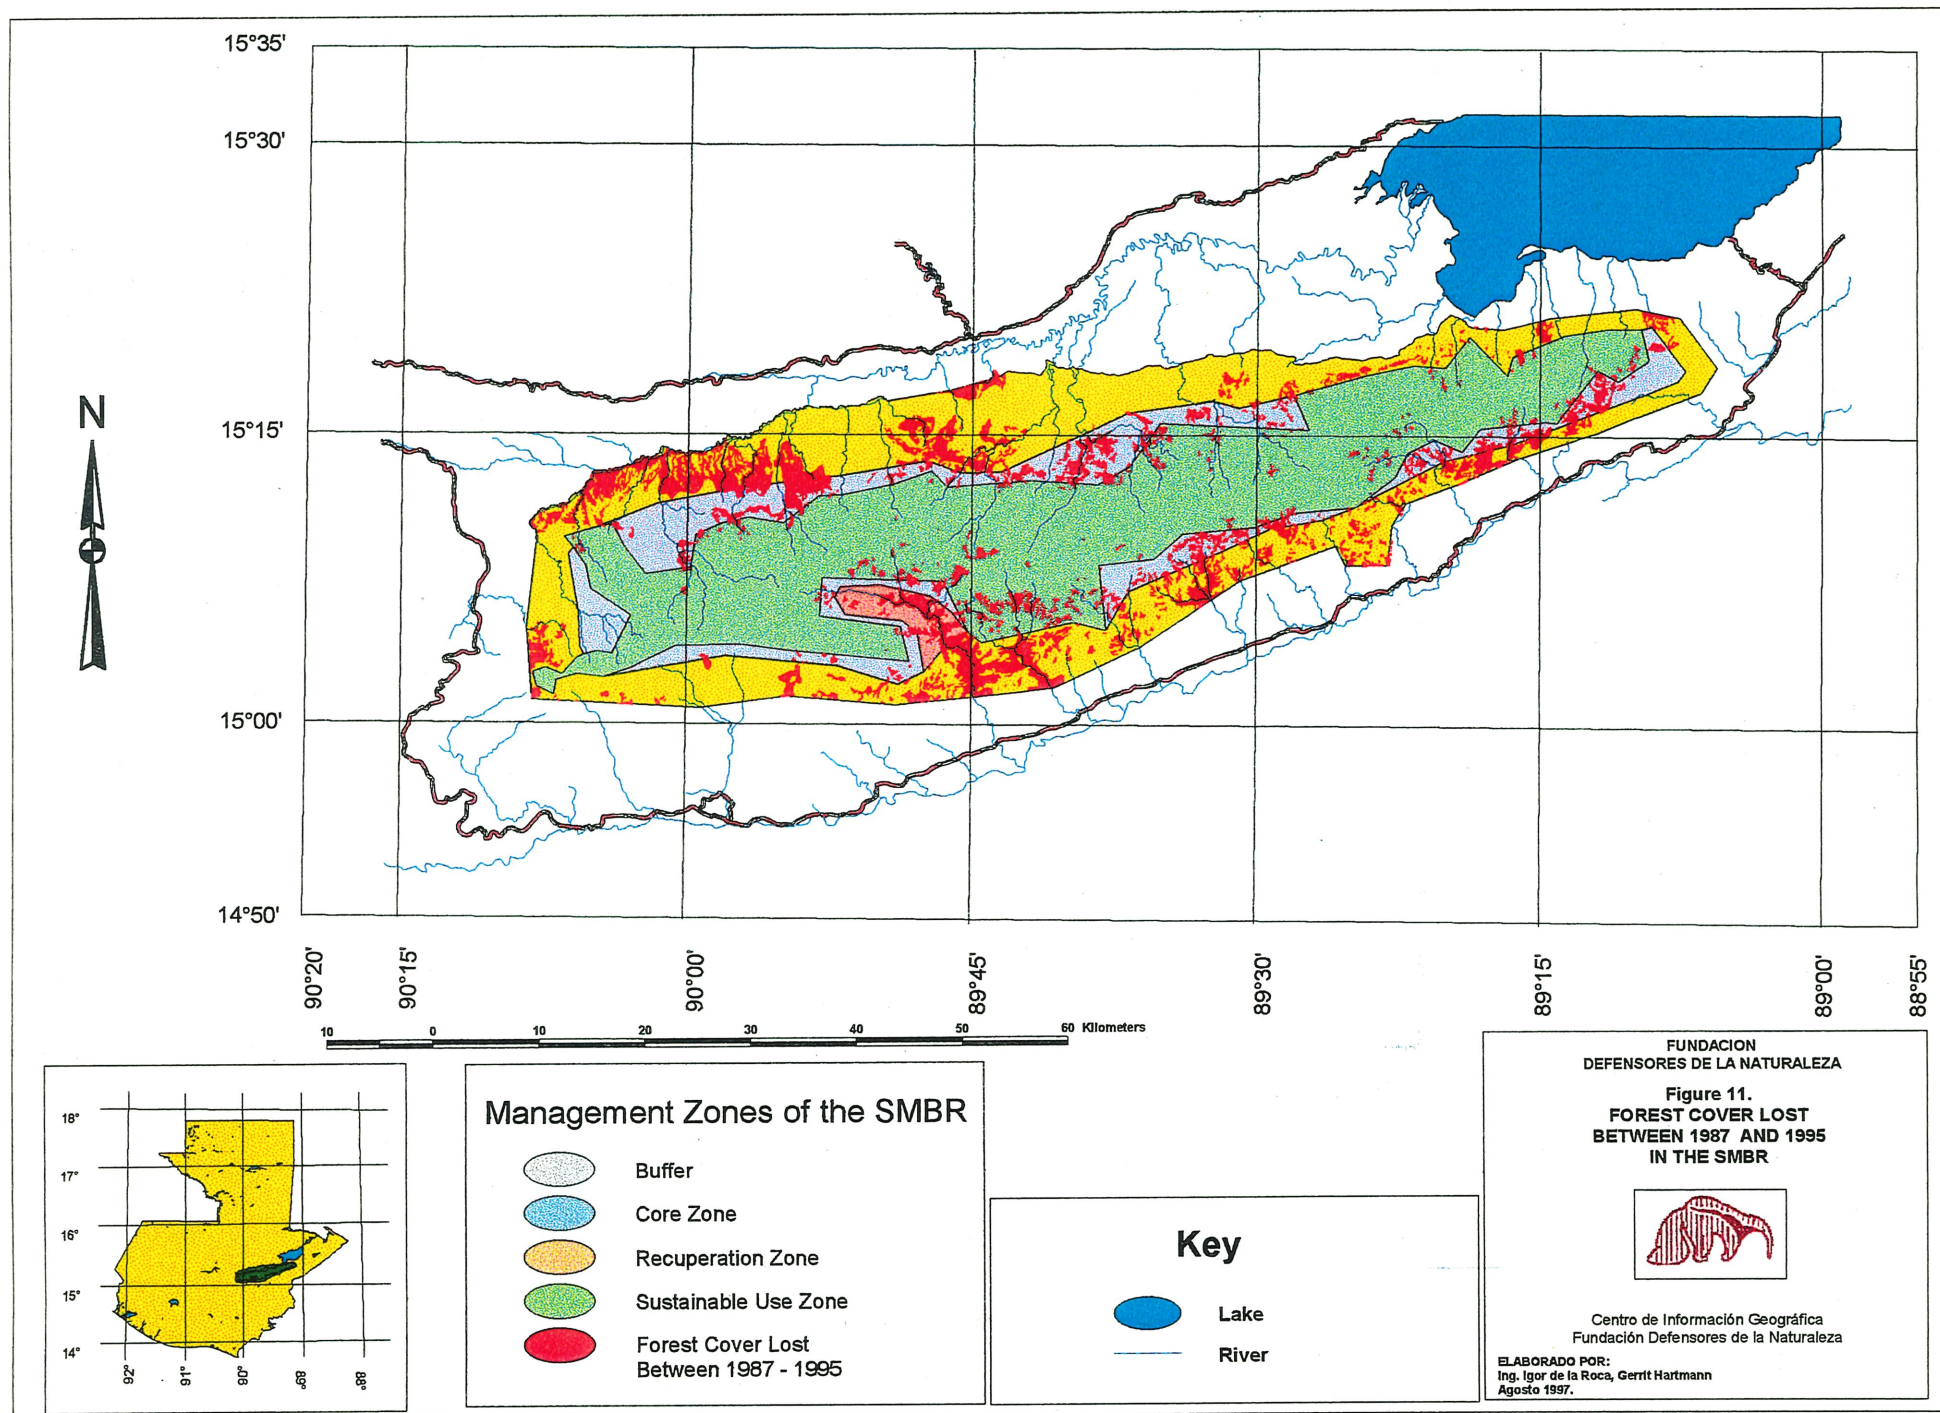 15°35'
15°30'
15°15'
15°00'
14°50'
N
90°20'
90°15'
90°00'
89°45'
89°30'
89°15'
89°00'
88°55'
10 0 10 20 30 40 50 60 Kilometers
18°
17°
16°
15°
14°
92°
91°
90°
89°
88°
Management Zones of the SMBR
Buffer
Core Zone
Recuperation Zone
Sustainable Use Zone
Forest Cover Lost
Between 1987 - 1995
Key
Lake
River
FUNDACION
DEFENSORES DE LA NATURALEZA
Figure 11.
FOREST COVER LOST
BETWEEN 1987 AND 1995
IN THE SMBR
Centro de Información Geográfica
Fundación Defensores de la Naturaleza
ELABORADO POR:
Ing. Igor de la Roca, Gerrit Hartmann
Agosto 1997.